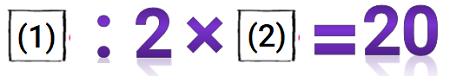 (1) : 2 × (2) = 20